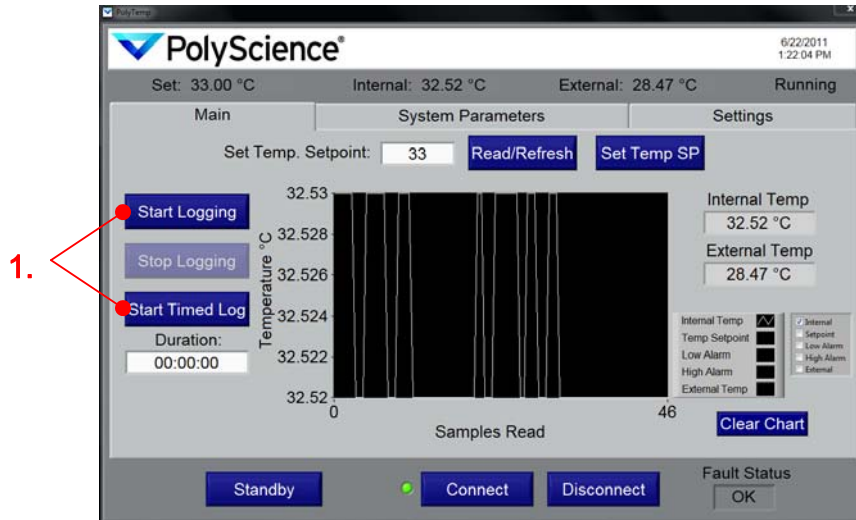 PolyTemp
PolyScience®
6/22/2011
1:22:04 PM
Set: 33.00 °C Internal: 32.52 °C External: 28.47 °C Running
Main System Parameters Settings
Set Temp. Setpoint: 33 Read/Refresh Set Temp SP
1.
Start Logging
Stop Logging
Start Timed Log
Duration:
00:00:00
Temperature °C
32.53
32.528
32.526
32.524
32.522
32.52
0 46
Samples Read
Internal Temp
32.52 °C
External Temp
28.47 °C
Internal Temp
Temp Setpoint
Low Alarm
High Alarm
External Temp
Internal
Setpoint
Low Alarm
High Alarm
External
Clear Chart
Standby Connect Disconnect
Fault Status
OK